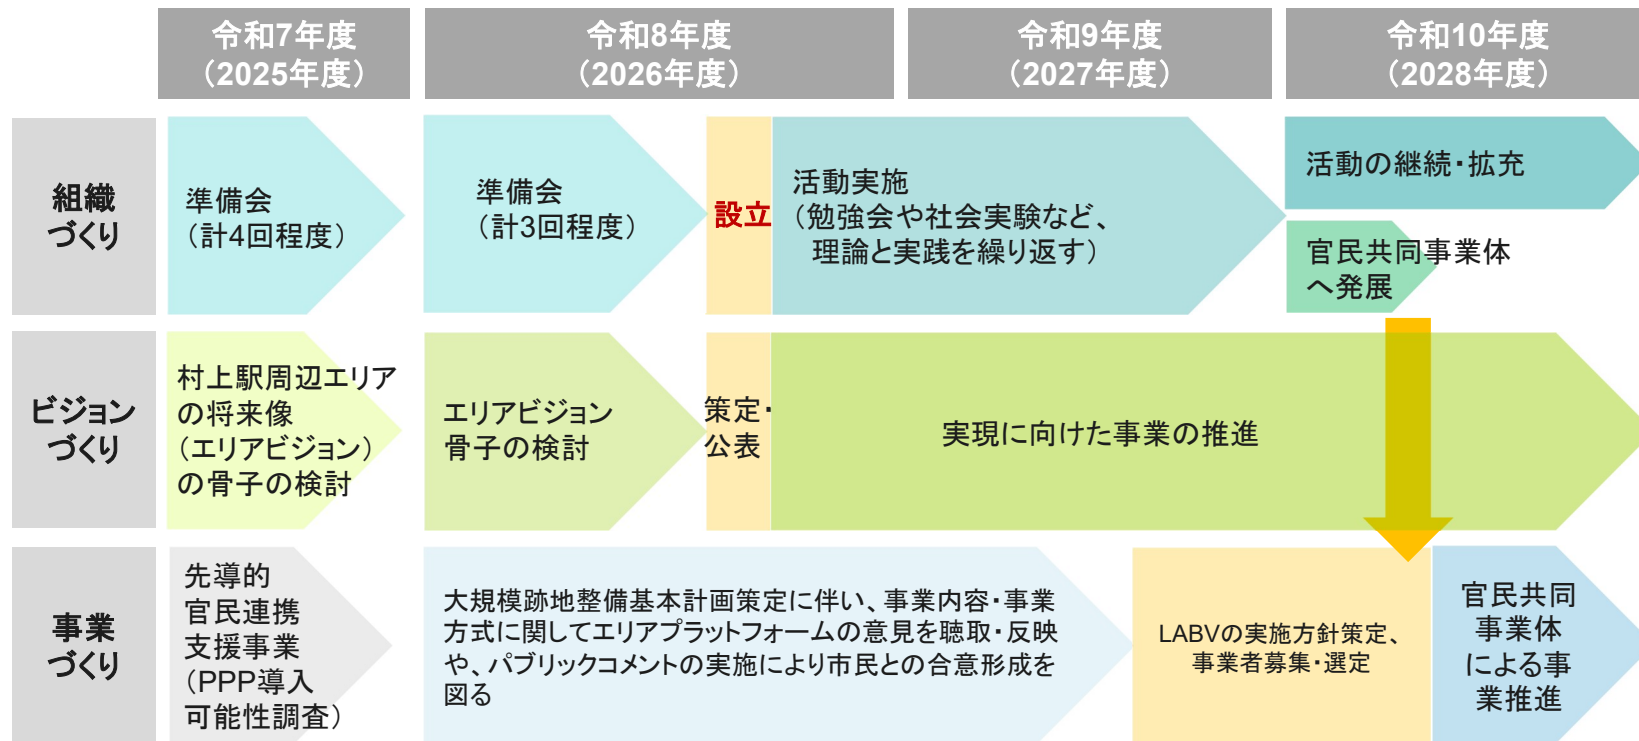 令和7年度
（2025年度）
令和8年度
（2026年度）
令和9年度
（2027年度）
令和10年度
（2028年度）
組織
づくり
準備会
（計4回程度）
準備会
（計3回程度）
設立
活動実施
（勉強会や社会実験など、
理論と実践を繰り返す）
活動の継続・拡充
官民共同事業体
へ発展
ビジョン
づくり
村上駅周辺エリア
の将来像
（エリアビジョン）
の骨子の検討
エリアビジョン
骨子の検討
策定・
公表
実現に向けた事業の推進
事業
づくり
先導的
官民連携
支援事業
（PPP導入
可能性調査）
大規模跡地整備基本計画策定に伴い、事業内容・事業
方式に関してエリアプラットフォームの意見を聴取・反映
や、パブリックコメントの実施により市民との合意形成を
図る
LABVの実施方針策定、
事業者募集・選定
官民共同
事業体
による事
業推進